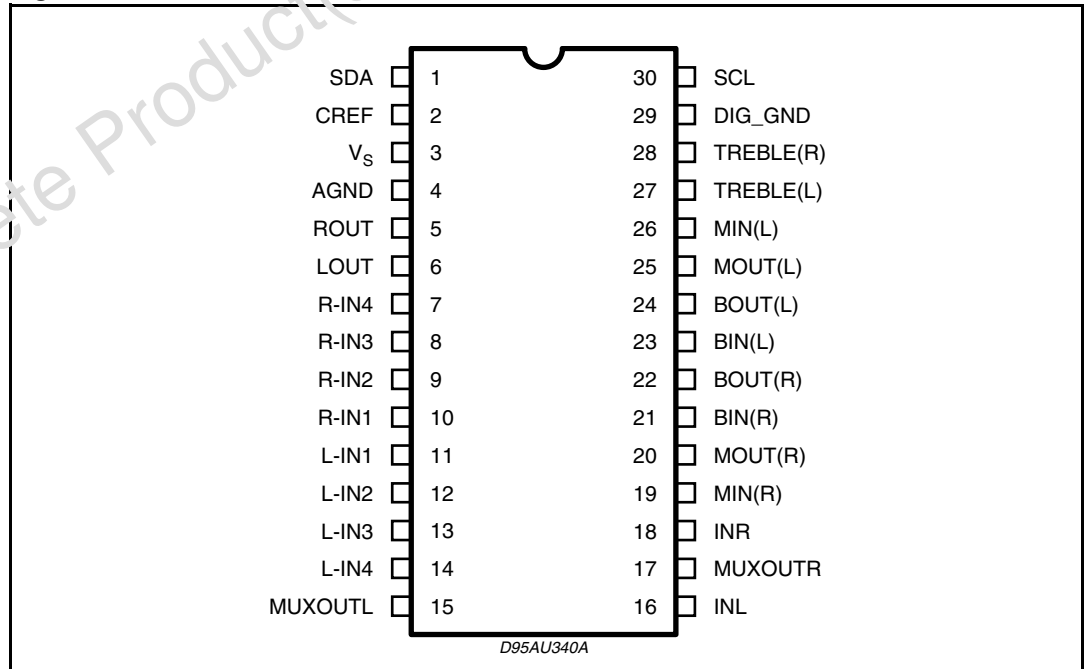 ete Product(
SDA 1 30 SCL
CREF 2 29 DIG_GND
VS 3 28 TREBLE(R)
AGND 4 27 TREBLE(L)
ROUT 5 26 MIN(L)
LOUT 6 25 MOUT(L)
R-IN4 7 24 BOUT(L)
R-IN3 8 23 BIN(L)
R-IN2 9 22 BOUT(R)
R-IN1 10 21 BIN(R)
L-IN1 11 20 MOUT(R)
L-IN2 12 19 MIN(R)
L-IN3 13 18 INR
L-IN4 14 17 MUXOUTR
MUXOUTL 15 16 INL
D95AU340A